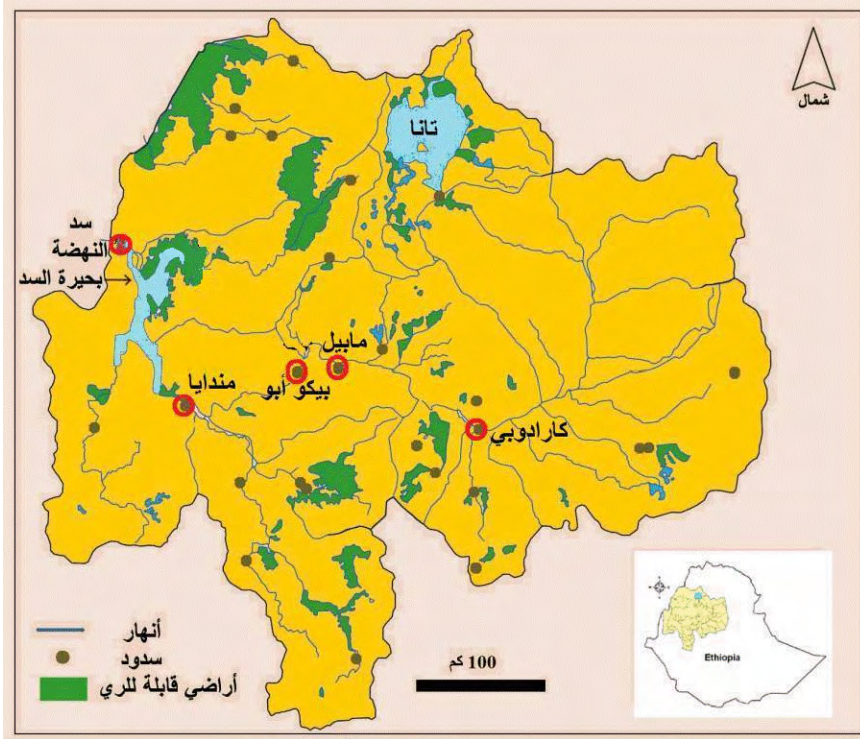 شمال
تانا
سد
النهضة
بحيرة السد
مابيل
بيكو أبو
مندايا
كارادوبي
أنهار
سدود
أراضي قابلة للري
100 كم
Ethiopia